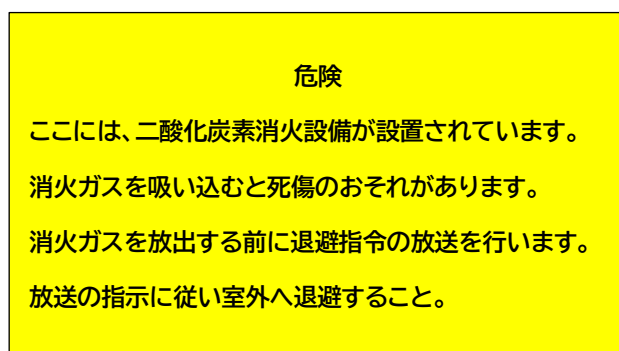 危険
ここには、二酸化炭素消火設備が設置されています。
消火ガスを吸い込むと死傷のおそれがあります。
消火ガスを放出する前に退避指令の放送を行います。
放送の指示に従い室外へ退避すること。